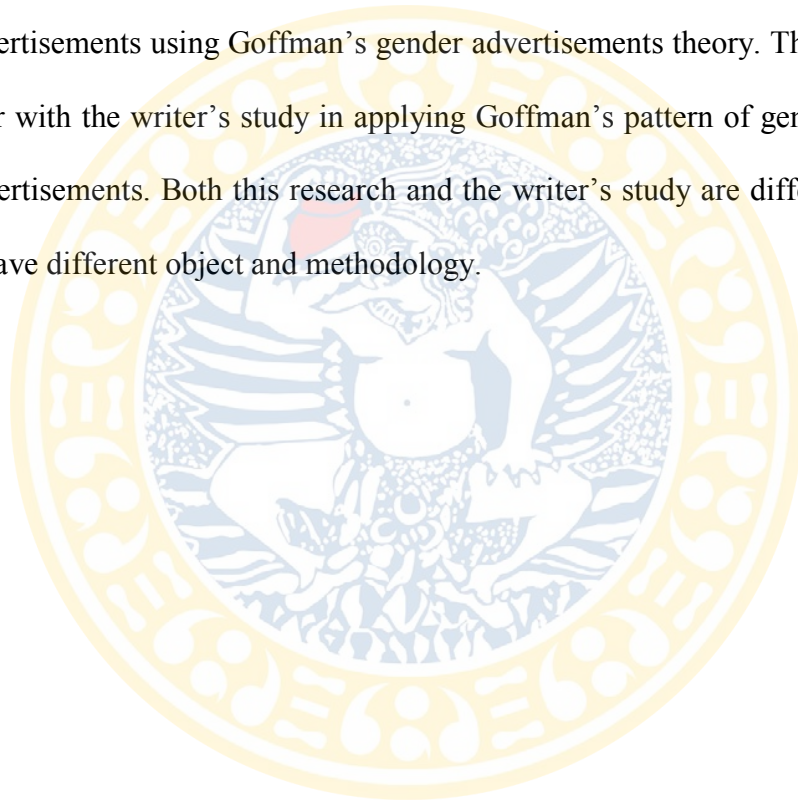 ertisements using Goffman’s gender advertisements theory. Th
r with the writer’s study in applying Goffman’s pattern of gen
ertisements. Both this research and the writer’s study are diffe
ave different object and methodology.